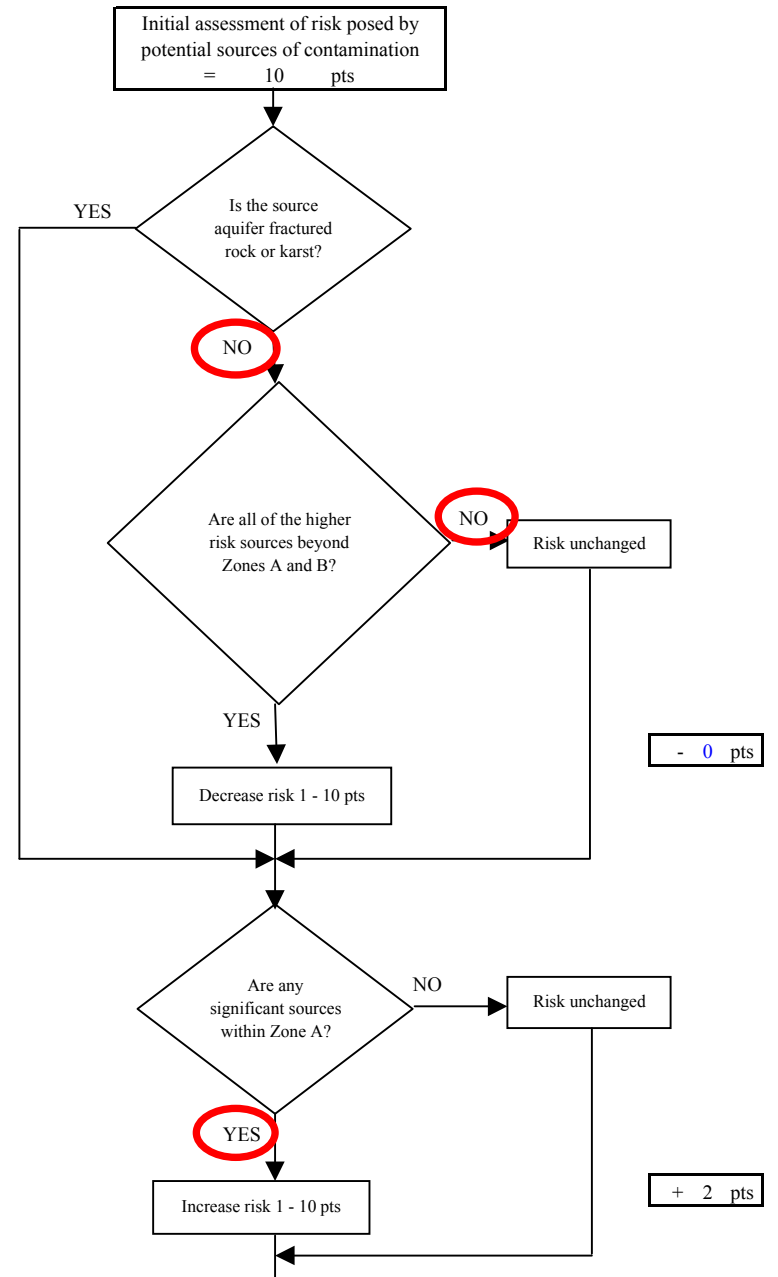 Initial assessment of risk posed by
potential sources of contamination
= 10 pts
YES
Is the source
aquifer fractured
rock or karst?
NO
Are all of the higher
risk sources beyond
Zones A and B?
NO
Risk unchanged
YES
- 0 pts
Decrease risk 1 - 10 pts
Are any
significant sources
within Zone A?
NO
Risk unchanged
YES
+ 2 pts
Increase risk 1 - 10 pts